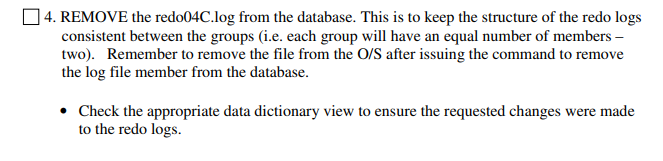 4. REMOVE the redo04C.log from the database. This is to keep the structure of the redo logs
consistent between the groups (i.e. each group will have an equal number of members –
two). Remember to remove the file from the O/S after issuing the command to remove
the log file member from the database.
• Check the appropriate data dictionary view to ensure the requested changes were made
to the redo logs.